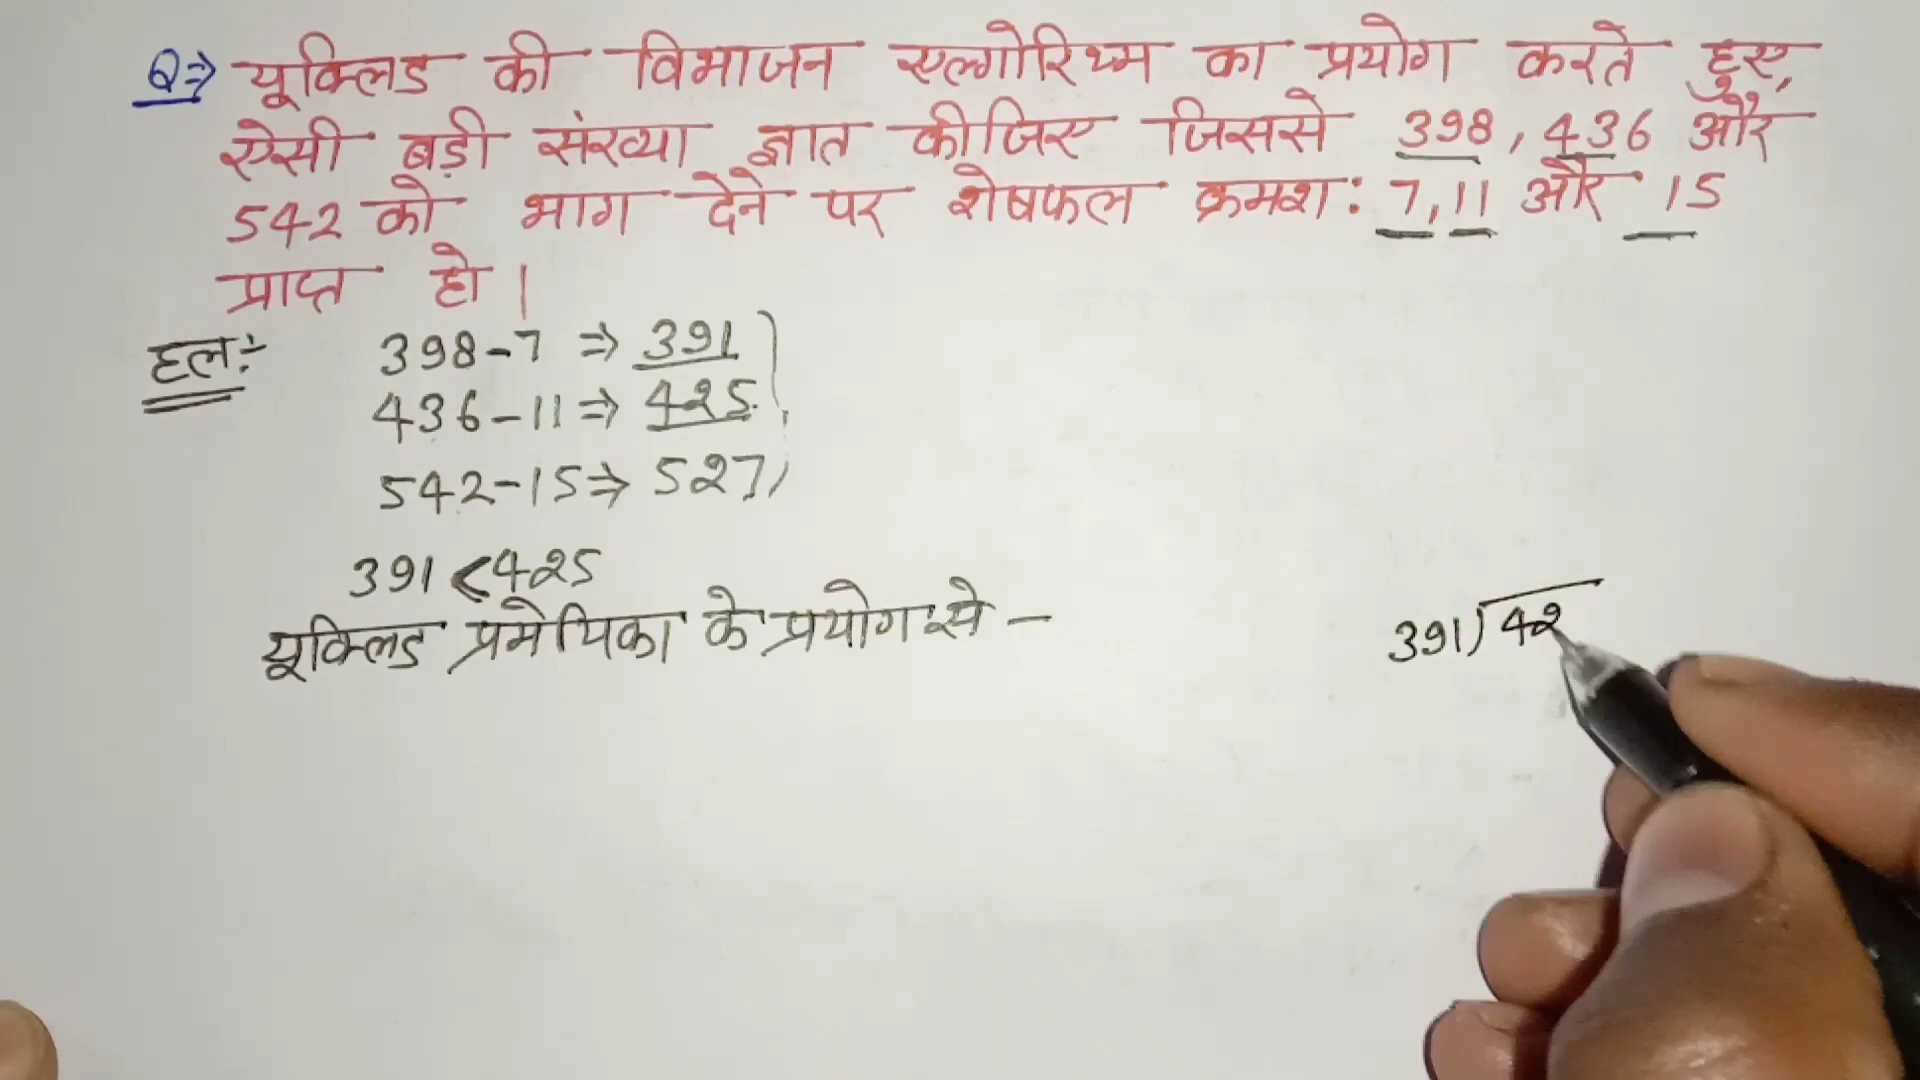 Q⇒ यूक्लिड की विभाजन एल्गोरिथ्म का प्रयोग करते हुए,
ऐसी बड़ी संख्या ज्ञात कीजिए जिससे 398, 436 और
542 को भाग देने पर शेषफल क्रमश: 7, 11 और 15
प्राप्त हो।
हल:-
398-7 ⇒ 391
436-11 ⇒ 425
542-15 ⇒ 527
391 < 425
यूक्लिड प्रमेयिका के प्रयोग से -
391) 42